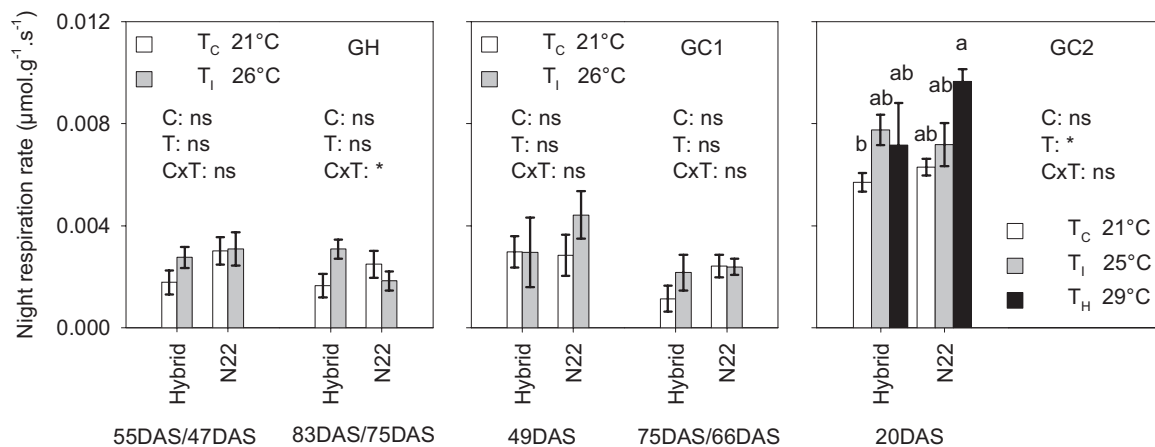 Night respiration rate (µmol.g⁻¹.s⁻¹)
0.012
0.008
0.004
0.000
T_C 21°C
T_I 26°C
GH
C: ns
T: ns
CxT: ns
C: ns
T: ns
CxT: *
Hybrid
N22
Hybrid
N22
55DAS/47DAS
83DAS/75DAS
T_C 21°C
T_I 26°C
GC1
C: ns
T: ns
CxT: ns
C: ns
T: ns
CxT: ns
Hybrid
N22
Hybrid
N22
49DAS
75DAS/66DAS
GC2
b
ab
ab
ab
ab
a
C: ns
T: *
CxT: ns
T_C 21°C
T_I 25°C
T_H 29°C
Hybrid
N22
20DAS